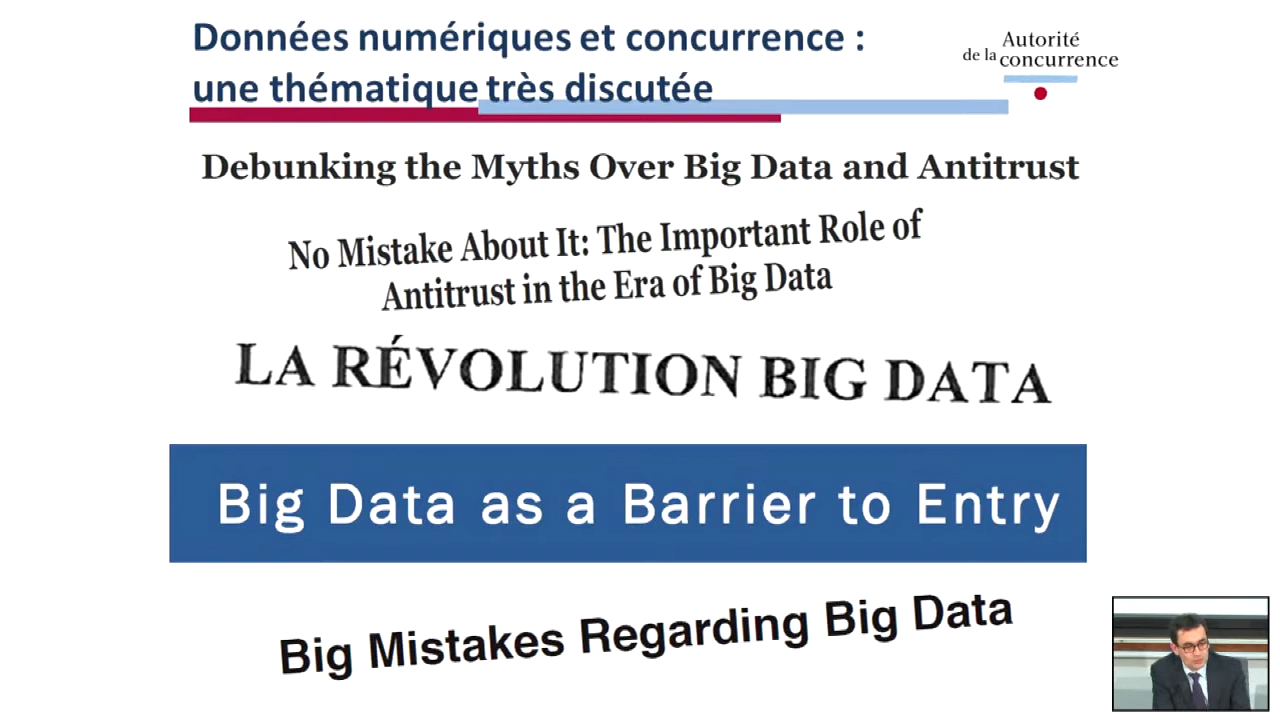 Données numériques et concurrence :
une thématique très discutée
Autorité
de la concurrence
Debunking the Myths Over Big Data and Antitrust
No Mistake About It: The Important Role of
Antitrust in the Era of Big Data
LA RÉVOLUTION BIG DATA
Big Data as a Barrier to Entry
Big Mistakes Regarding Big Data